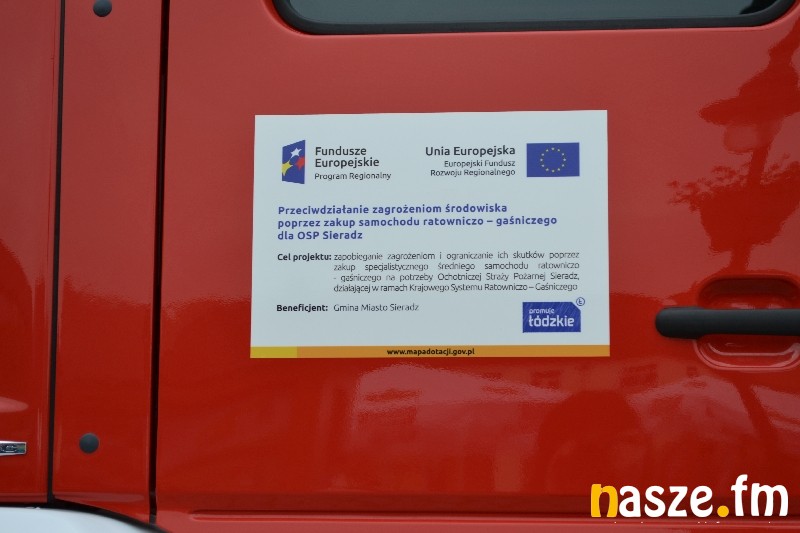 Fundusze
Europejskie
Program Regionalny
Unia Europejska
Europejski Fundusz
Rozwoju Regionalnego
Przeciwdziałanie zagrożeniom środowiska
poprzez zakup samochodu ratowniczo – gaśniczego
dla OSP Sieradz
Cel projektu: zapobieganie zagrożeniom i ograniczanie ich skutków poprzez
zakup specjalistycznego średniego samochodu ratowniczo
- gaśniczego na potrzeby Ochotniczej Straży Pożarnej Sieradz,
działającej w ramach Krajowego Systemu Ratowniczo – Gaśniczego
Beneficjent: Gmina Miasto Sieradz
promuje
Łódzkie
Ł
www.mapadotacji.gov.pl
nasze.fm